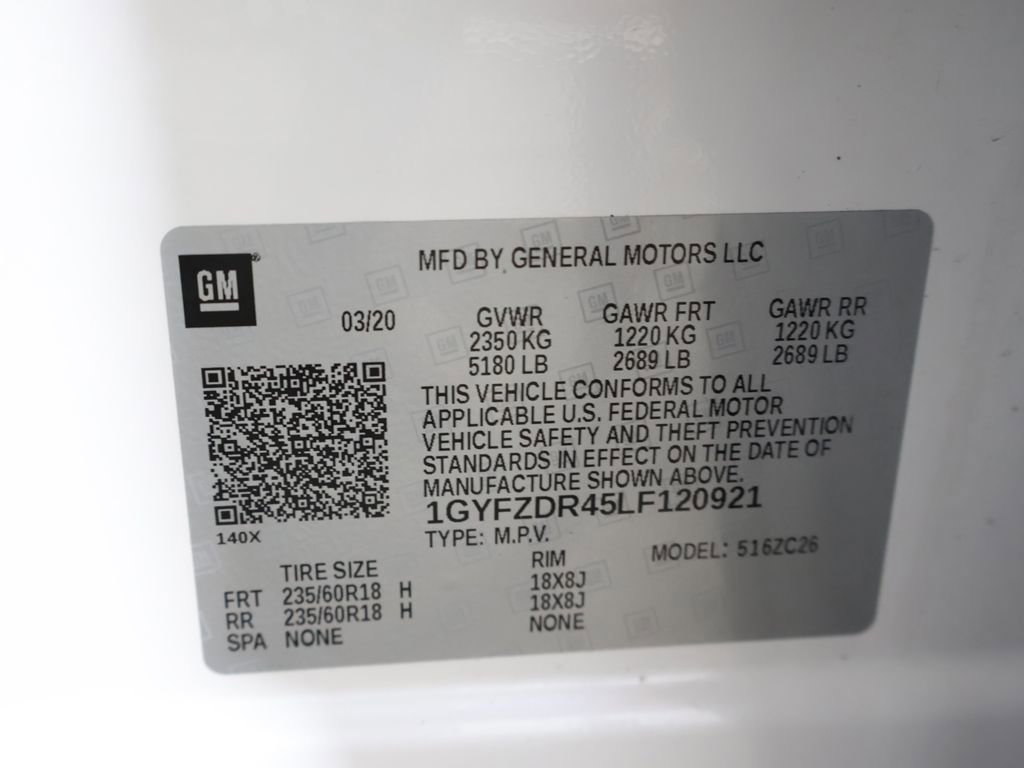 GM
MFD BY GENERAL MOTORS LLC
03/20
GVWR GAWR FRT GAWR RR
2350 KG 1220 KG 1220 KG
5180 LB 2689 LB 2689 LB
THIS VEHICLE CONFORMS TO ALL
APPLICABLE U.S. FEDERAL MOTOR
VEHICLE SAFETY AND THEFT PREVENTION
STANDARDS IN EFFECT ON THE DATE OF
MANUFACTURE SHOWN ABOVE.
1GYFZDR45LF120921
140X
TYPE: M.P.V. MODEL: 516ZC26
TIRE SIZE RIM
FRT 235/60R18 H 18X8J
RR 235/60R18 H 18X8J
SPA NONE NONE